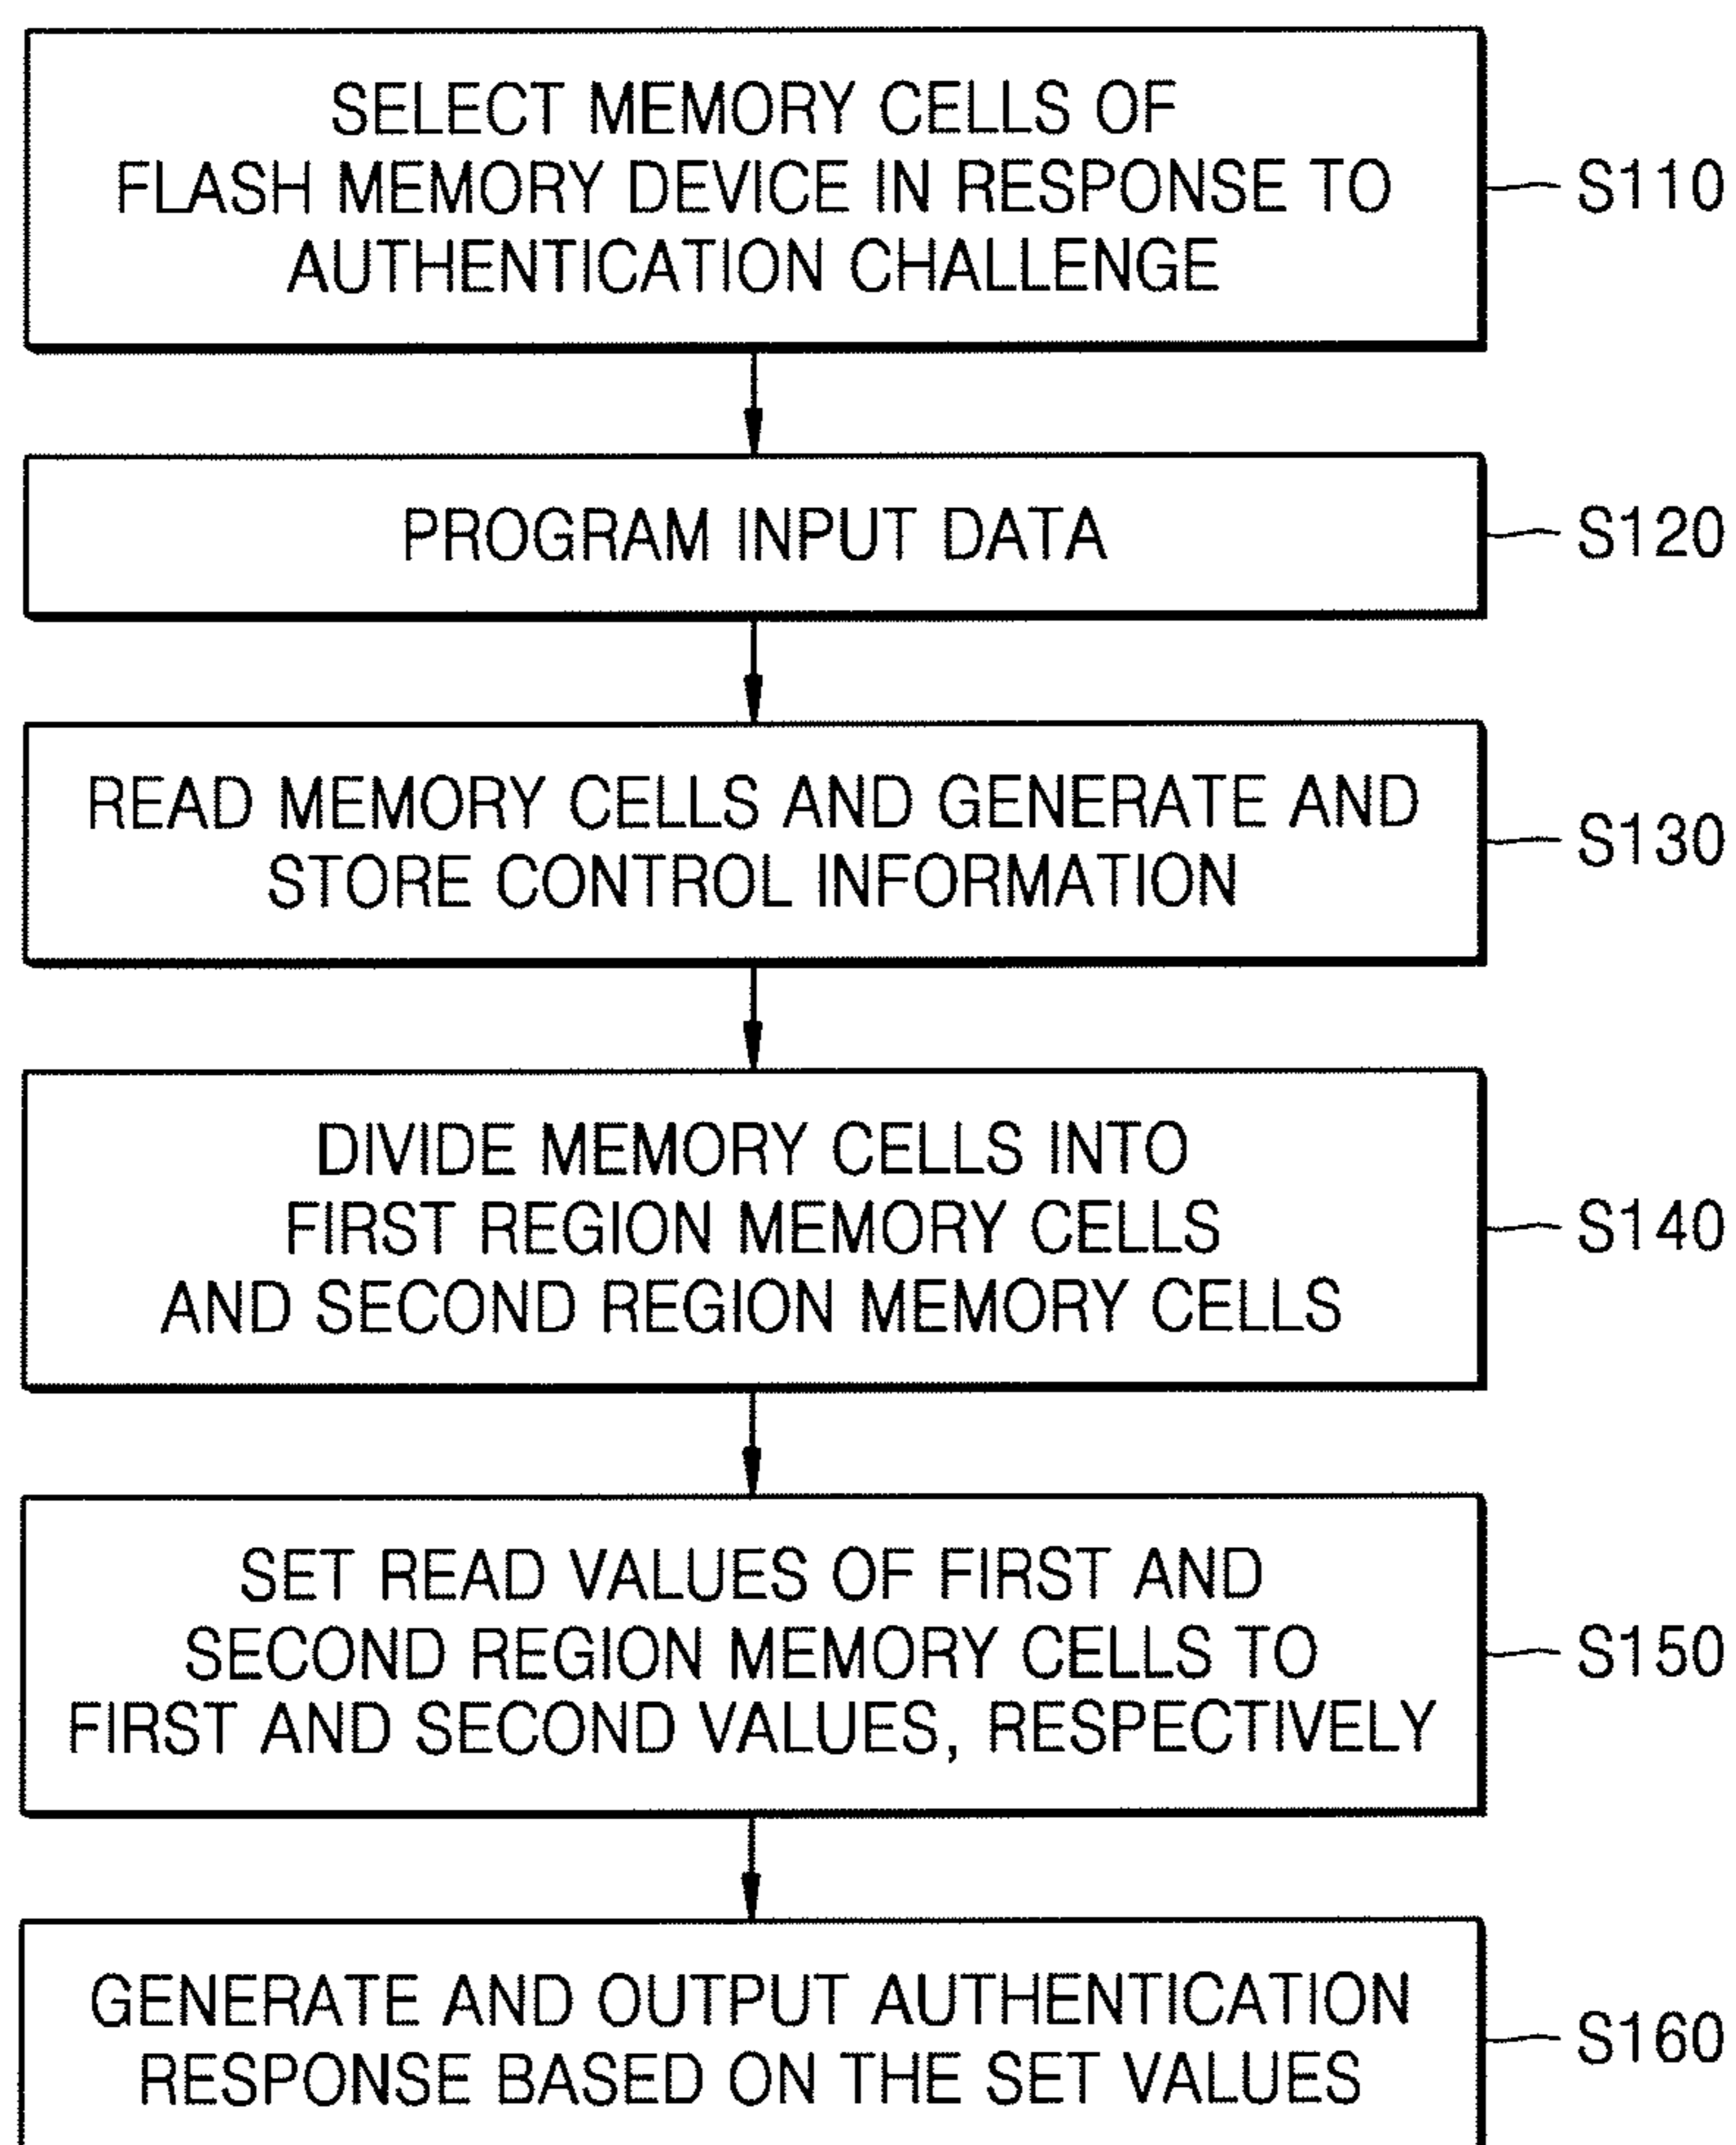 SELECT MEMORY CELLS OF
FLASH MEMORY DEVICE IN RESPONSE TO
AUTHENTICATION CHALLENGE
S110
PROGRAM INPUT DATA
S120
READ MEMORY CELLS AND GENERATE AND
STORE CONTROL INFORMATION
S130
DIVIDE MEMORY CELLS INTO
FIRST REGION MEMORY CELLS
AND SECOND REGION MEMORY CELLS
S140
SET READ VALUES OF FIRST AND
SECOND REGION MEMORY CELLS TO
FIRST AND SECOND VALUES, RESPECTIVELY
S150
GENERATE AND OUTPUT AUTHENTICATION
RESPONSE BASED ON THE SET VALUES
S160